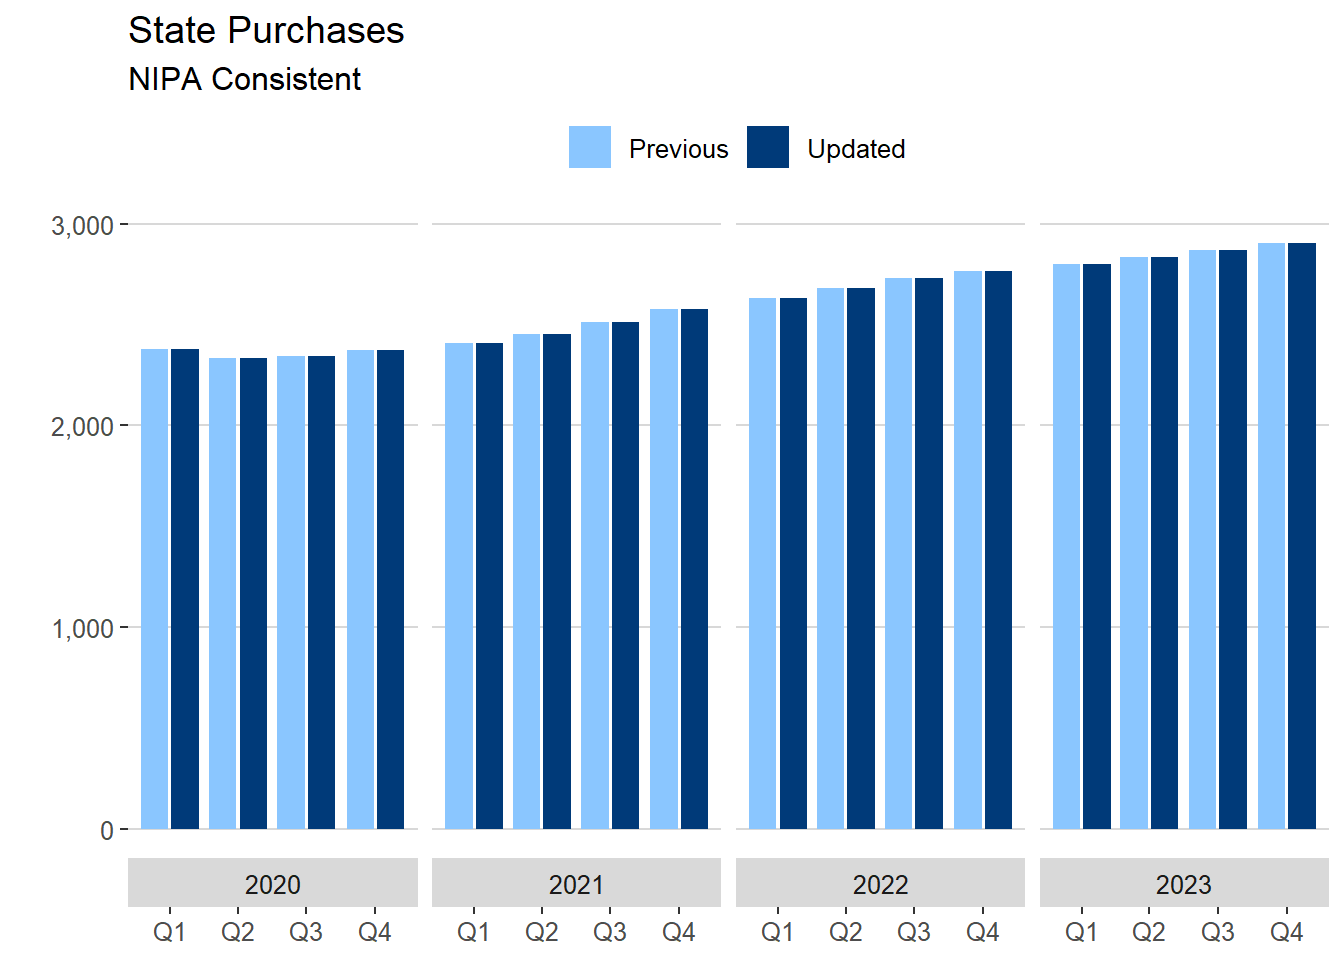 State Purchases
NIPA Consistent
Previous Updated
3,000
2,000
1,000
0
2020 2021 2022 2023
Q1 Q2 Q3 Q4 Q1 Q2 Q3 Q4 Q1 Q2 Q3 Q4 Q1 Q2 Q3 Q4